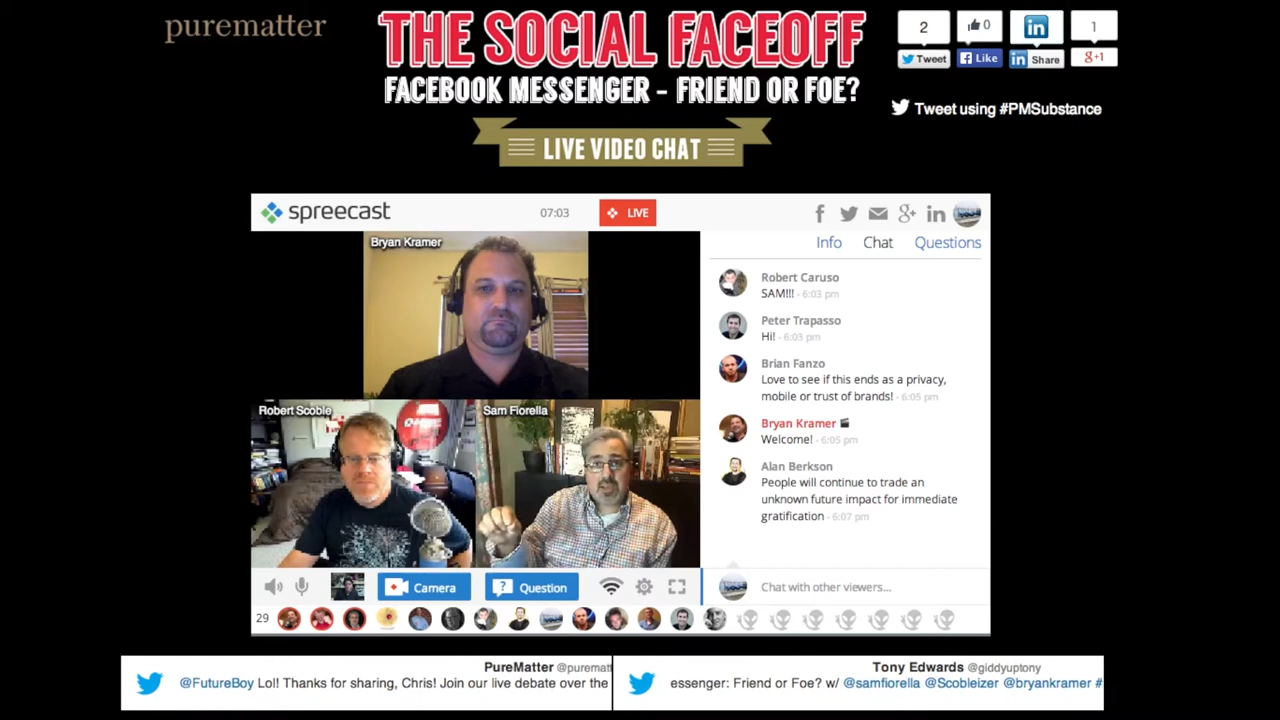 purematter
THE SOCIAL FACEOFF
FACEBOOK MESSENGER - FRIEND OR FOE?
LIVE VIDEO CHAT
2
0
1
Tweet
Like
in Share
g+1
Tweet using #PMSubstance
spreecast
07:03
LIVE
Info Chat Questions
Bryan Kramer
Robert Scoble
Sam Fiorella
Robert Caruso
SAM!!! - 6:03 pm
Peter Trapasso
Hi! - 6:03 pm
Brian Fanzo
Love to see if this ends as a privacy,
mobile or trust of brands! - 6:05 pm
Bryan Kramer
Welcome! - 6:05 pm
Alan Berkson
People will continue to trade an
unknown future impact for immediate
gratification - 6:07 pm
Camera
Question
Chat with other viewers...
29
PureMatter @puremat
@FutureBoy Lol! Thanks for sharing, Chris! Join our live debate over the
Tony Edwards @giddyuptony
essenger: Friend or Foe? w/ @samfiorella @Scobleizer @bryankramer #